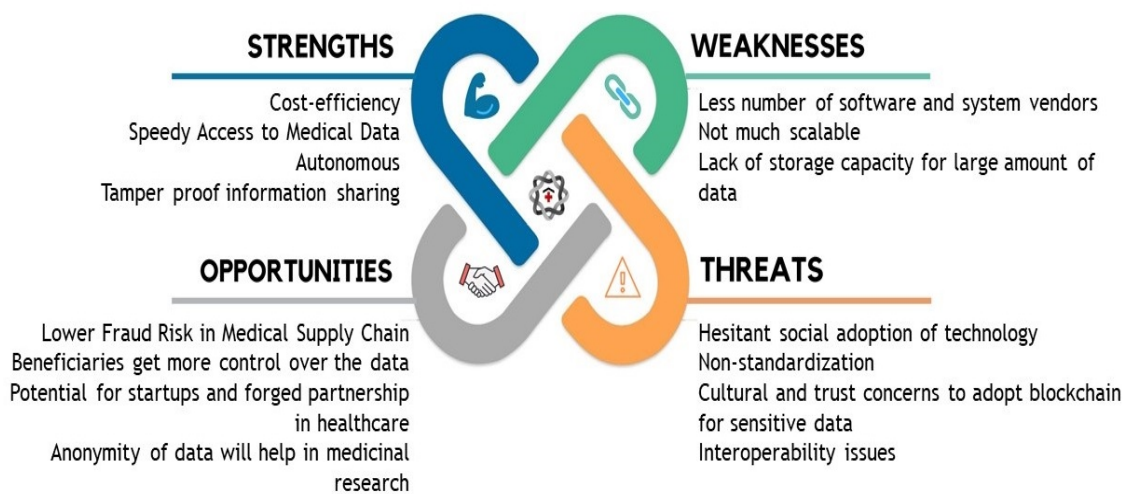 STRENGTHS
Cost-efficiency
Speedy Access to Medical Data
Autonomous
Tamper proof information sharing
WEAKNESSES
Less number of software and system vendors
Not much scalable
Lack of storage capacity for large amount of
data
OPPORTUNITIES
Lower Fraud Risk in Medical Supply Chain
Beneficiaries get more control over the data
Potential for startups and forged partnership
in healthcare
Anonymity of data will help in medicinal
research
THREATS
Hesitant social adoption of technology
Non-standardization
Cultural and trust concerns to adopt blockchain
for sensitive data
Interoperability issues